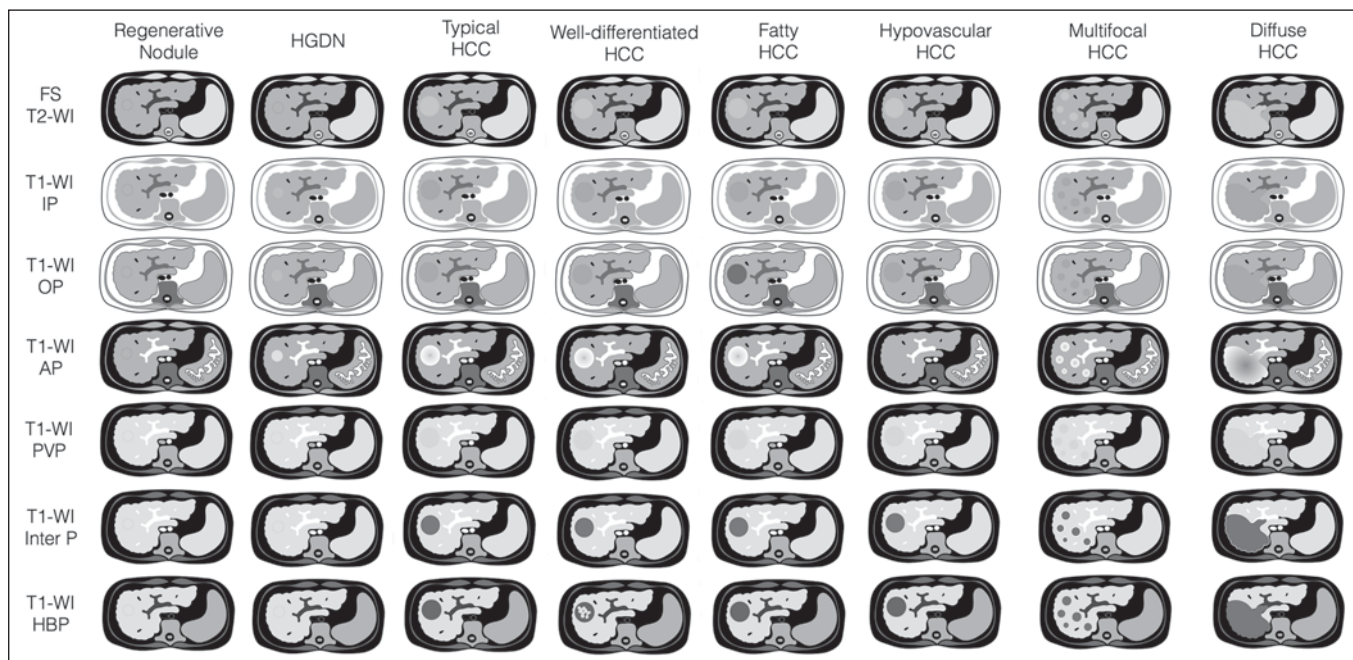 Regenerative
Nodule
HGDN
Typical
HCC
Well-differentiated
HCC
Fatty
HCC
Hypovascular
HCC
Multifocal
HCC
Diffuse
HCC
FS
T2-WI
T1-WI
IP
T1-WI
OP
T1-WI
AP
T1-WI
PVP
T1-WI
Inter P
T1-WI
HBP